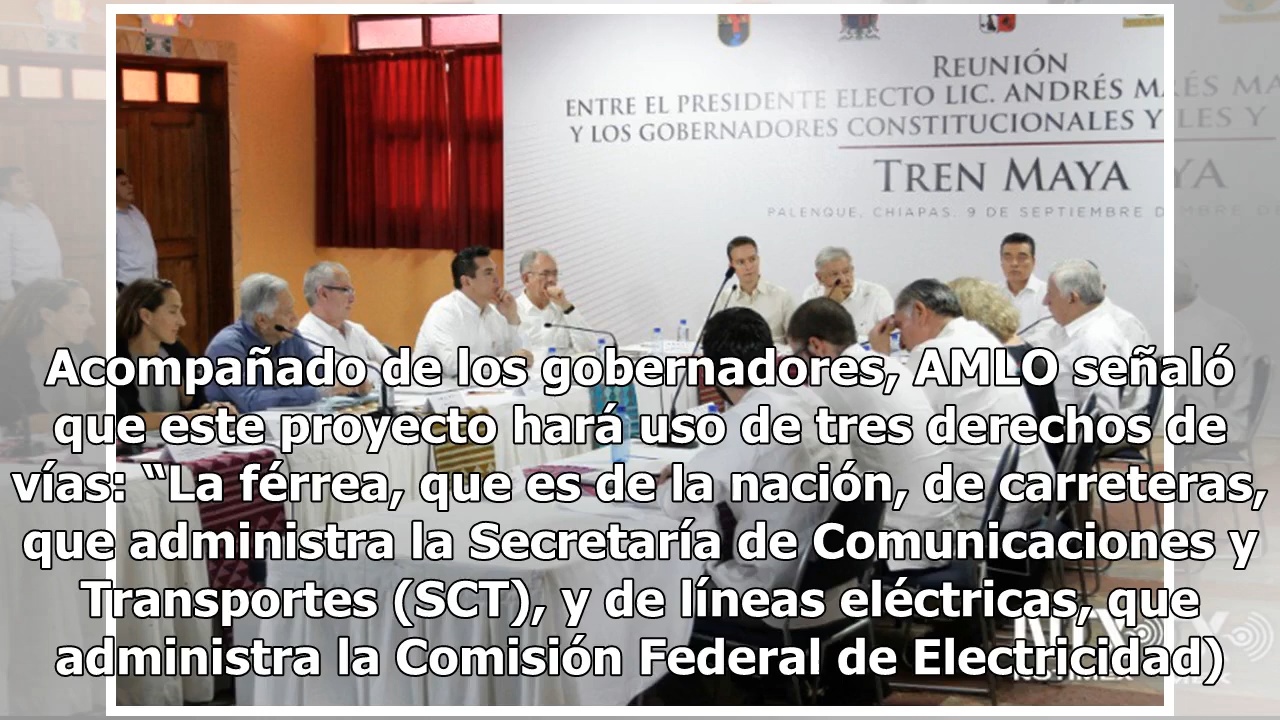 REUNIÓN
ENTRE EL PRESIDENTE ELECTO LIC. ANDRÉS M
Y LOS GOBERNADORES CONSTITUCIONALES Y
TREN MAYA
PALENQUE, CHIAPAS. 9 DE SEPTIEMBRE D
Acompañado de los gobernadores, AMLO señaló
que este proyecto hará uso de tres derechos de
vías: “La férrea, que es de la nación, de carreteras,
que administra la Secretaría de Comunicaciones y
Transportes (SCT), y de líneas eléctricas, que
administra la Comisión Federal de Electricidad)